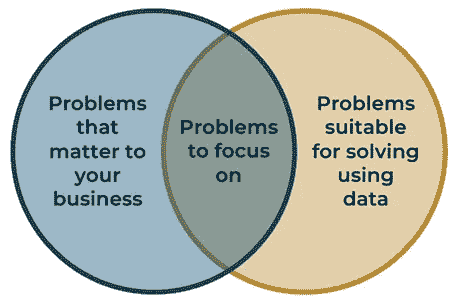 Problems
that
matter to
your
business
Problems
to focus
on
Problems
suitable
for solving
using
data